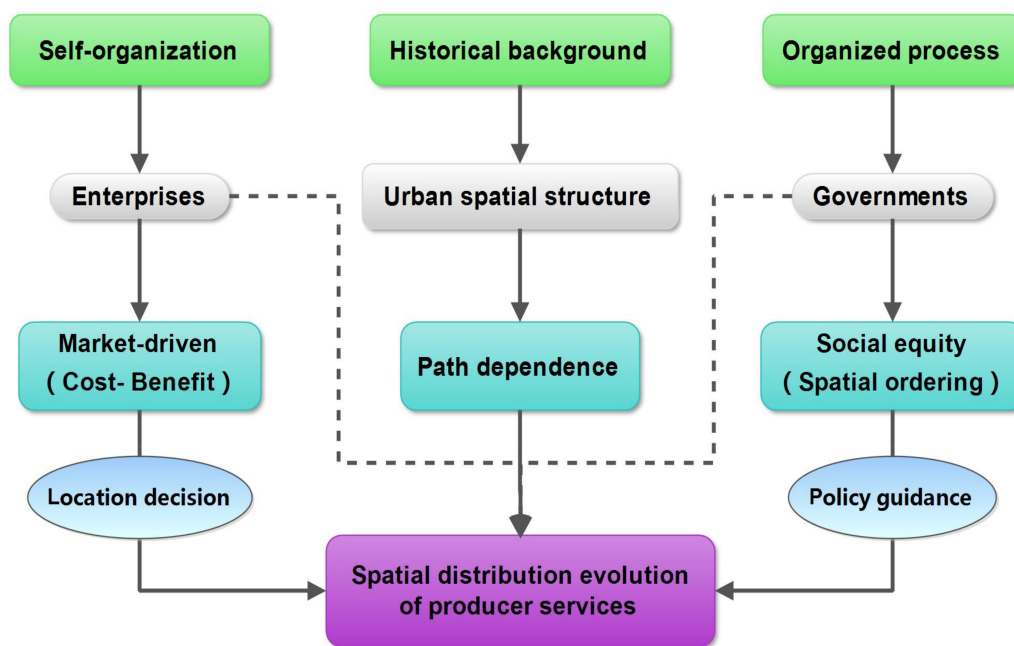 Self-organization
Historical background
Organized process
Enterprises
Urban spatial structure
Governments
Market-driven
( Cost- Benefit )
Path dependence
Social equity
( Spatial ordering )
Location decision
Policy guidance
Spatial distribution evolution
of producer services